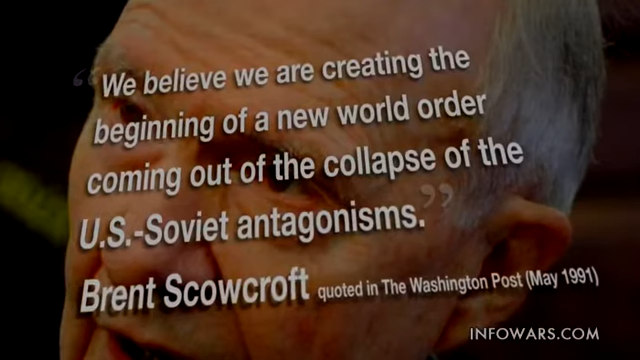 “We believe we are creating the
beginning of a new world order
coming out of the collapse of the
U.S.-Soviet antagonisms.”
Brent Scowcroft quoted in The Washington Post (May 1991)
INFOWARS.COM